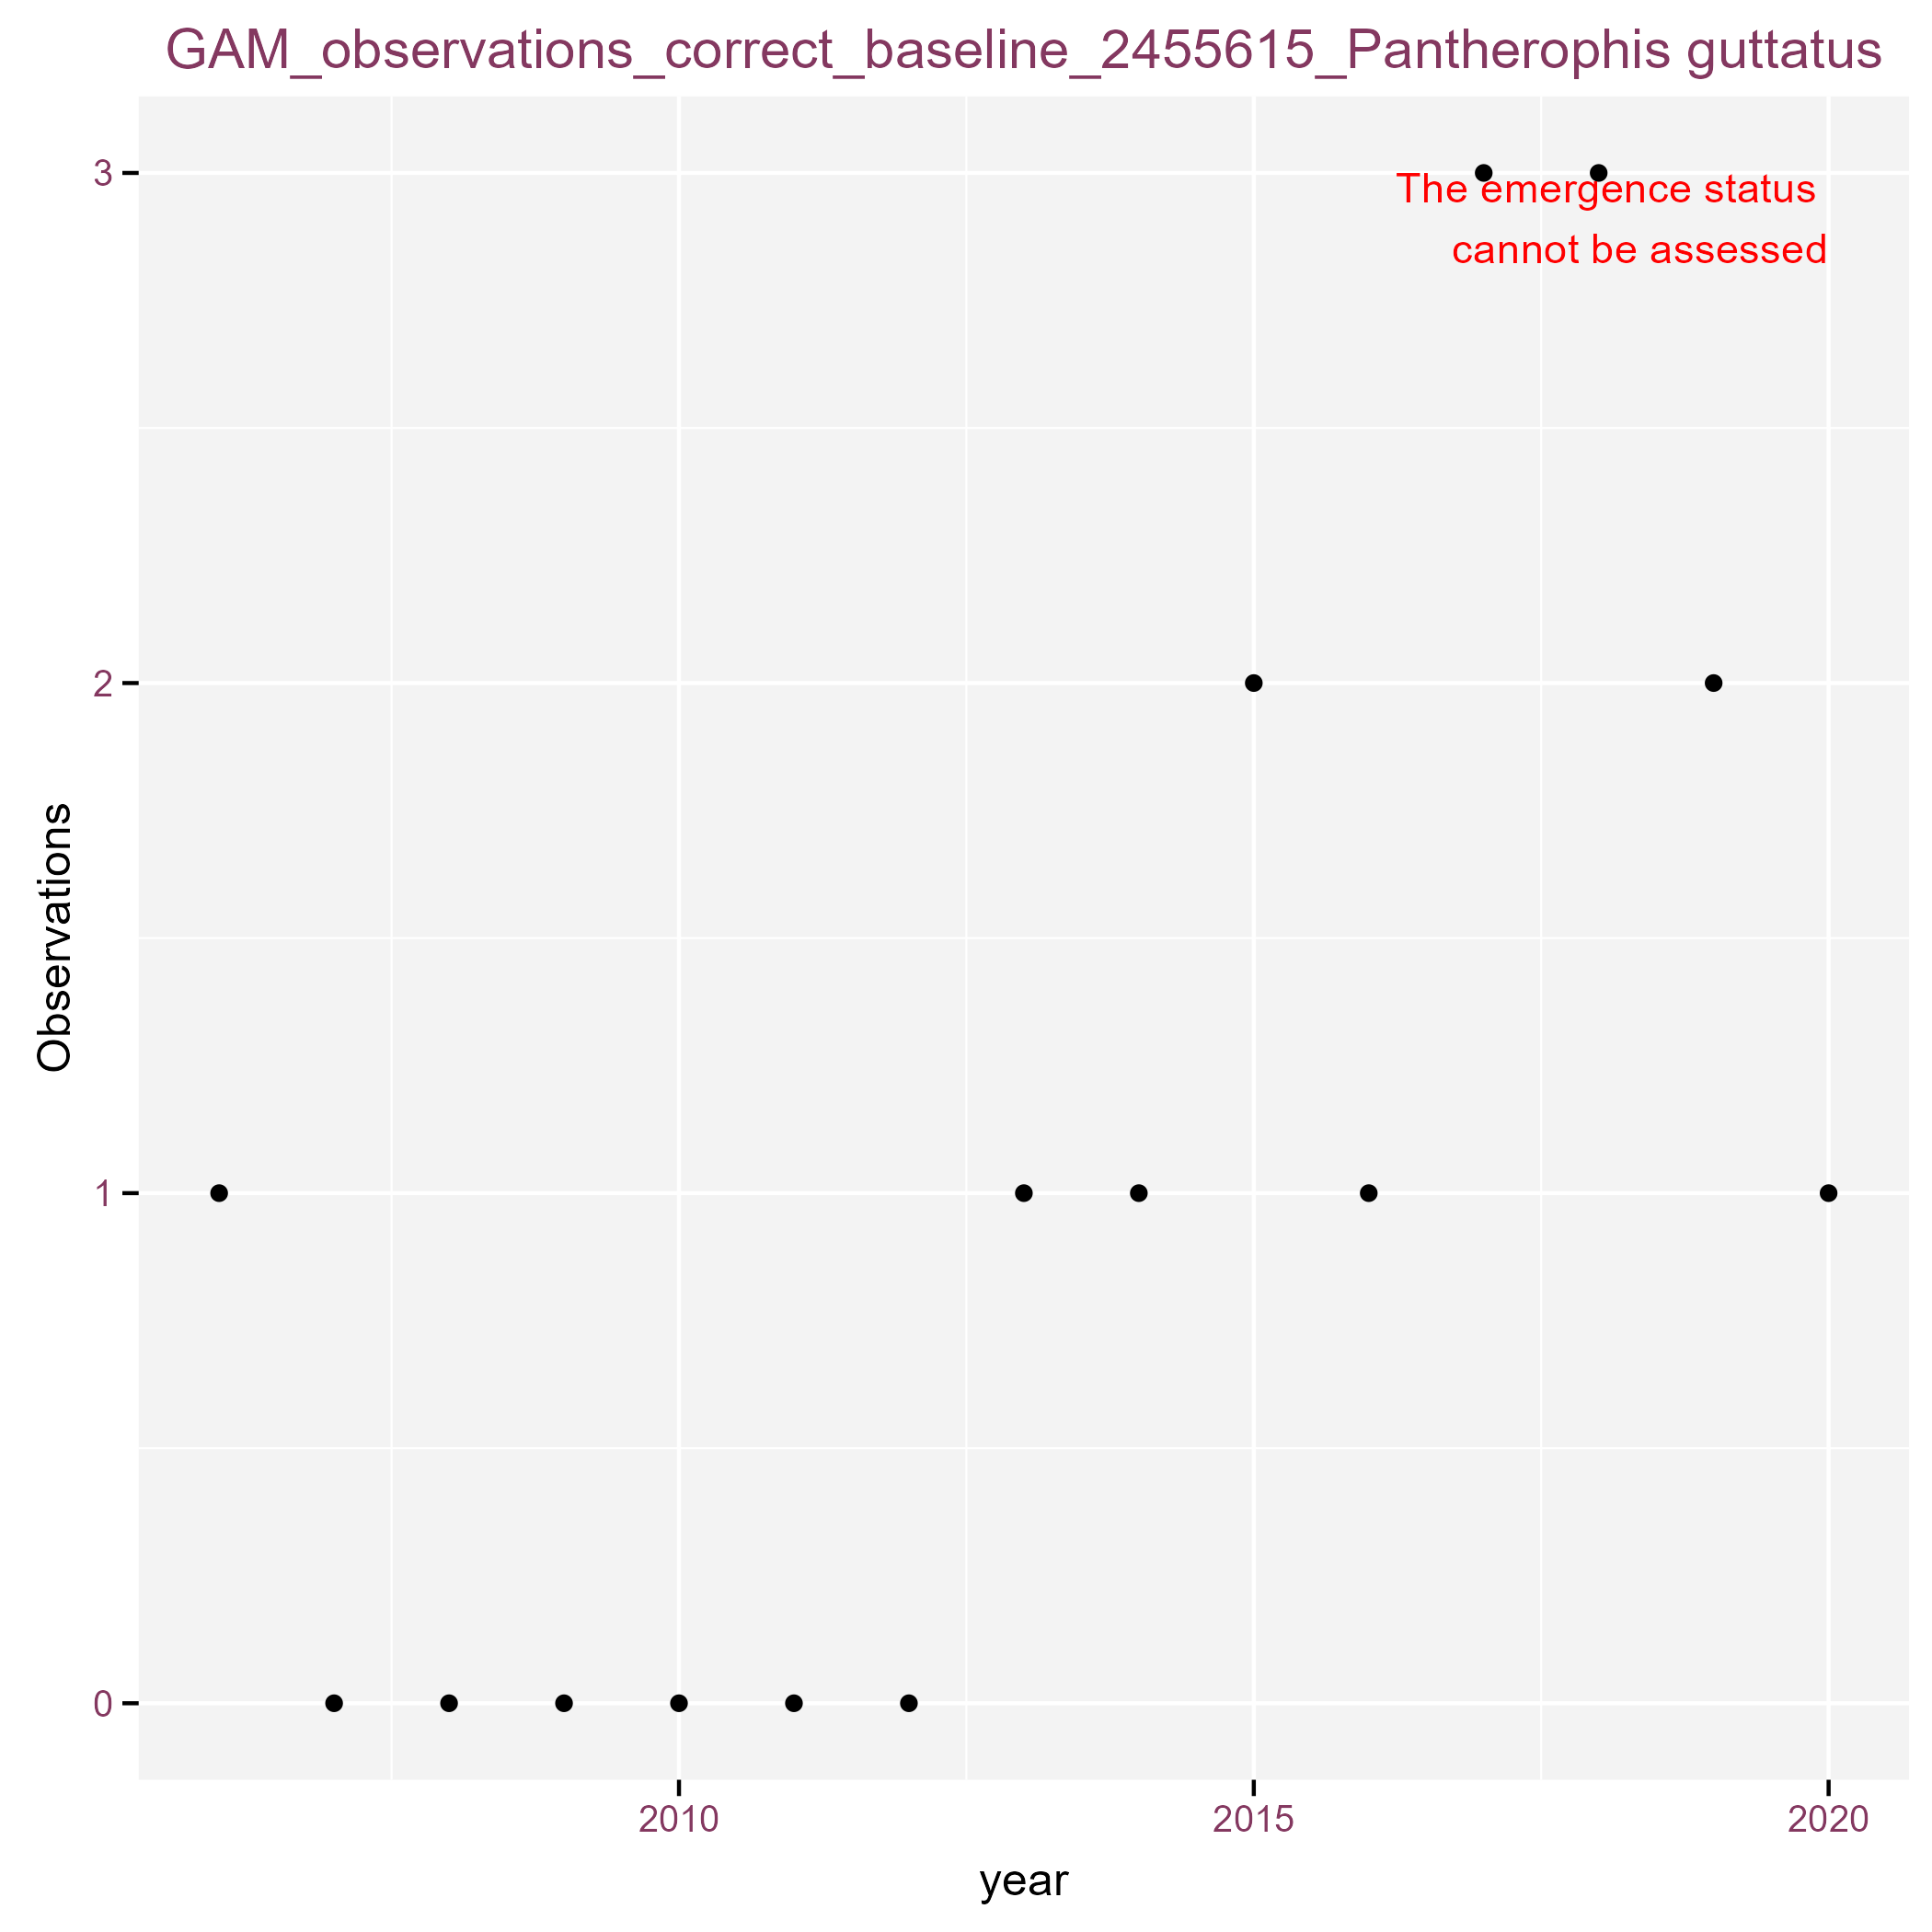 GAM_observations_correct_baseline_2455615_Pantherophis guttatus
3
The emergence status
cannot be assessed
2
Observations
1
0
2010
2015
2020
year